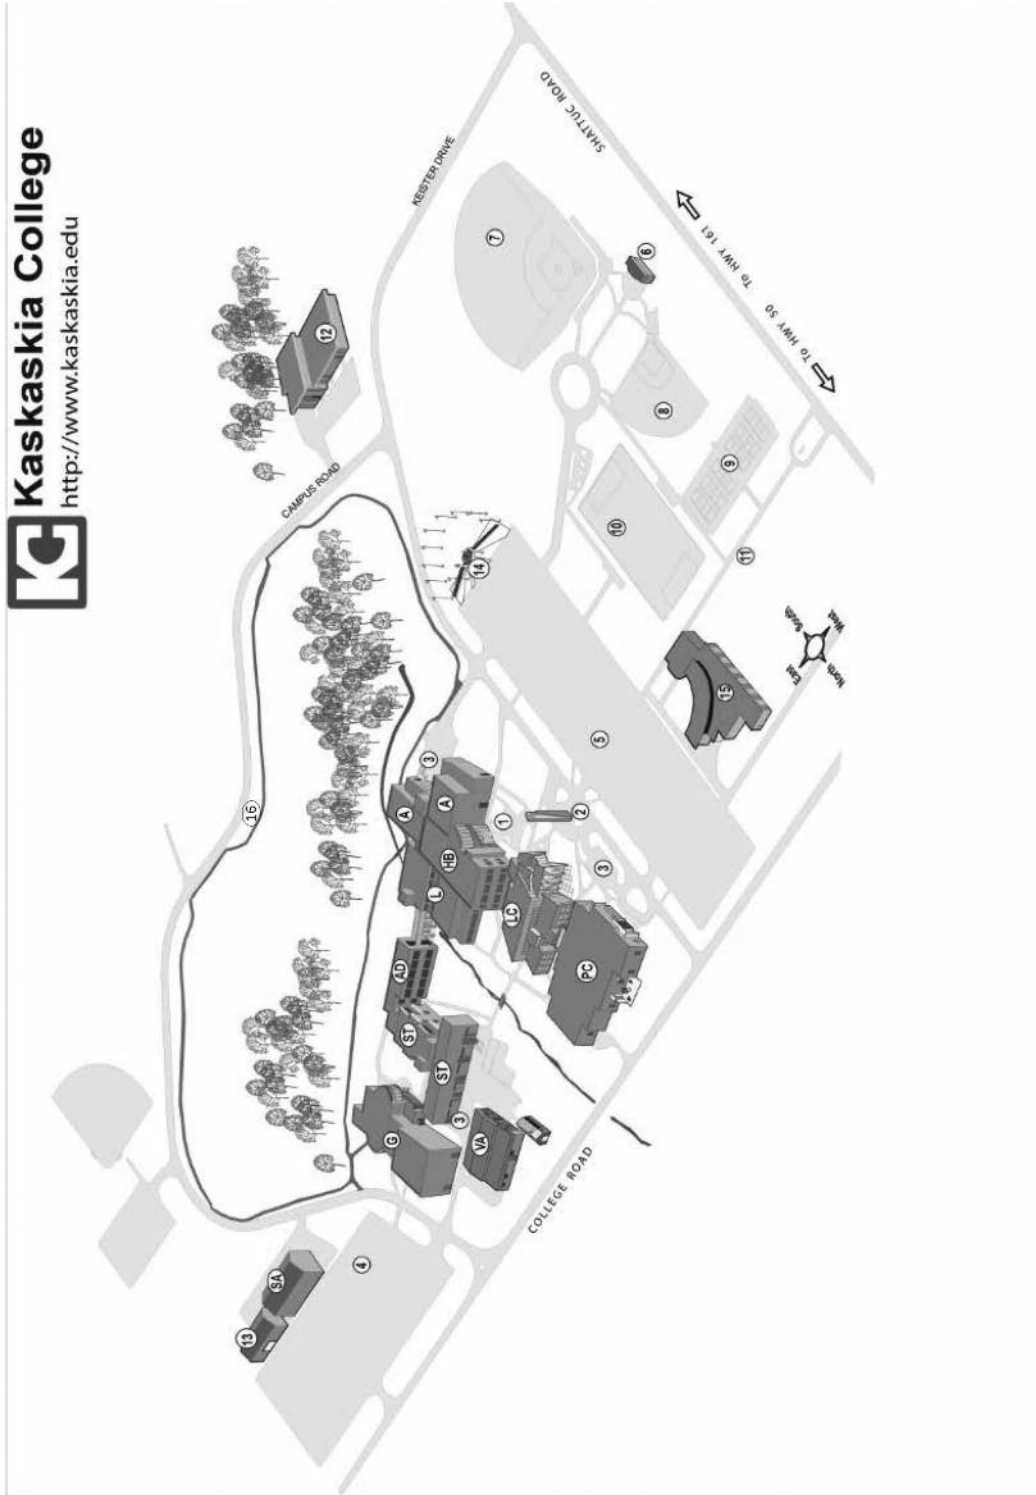 KC
Kaskaskia College
http://www.kaskaskia.edu
SHATTUC ROAD
KEISTER DRIVE
7
6
To HWY 161
To HWY 50
12
8
9
CAMPUS ROAD
10
11
14
South
West
East
North
15
16
3
5
A
A
1
2
HB
L
3
LC
AD
PC
ST
ST
3
G
VA
COLLEGE ROAD
4
SA
13